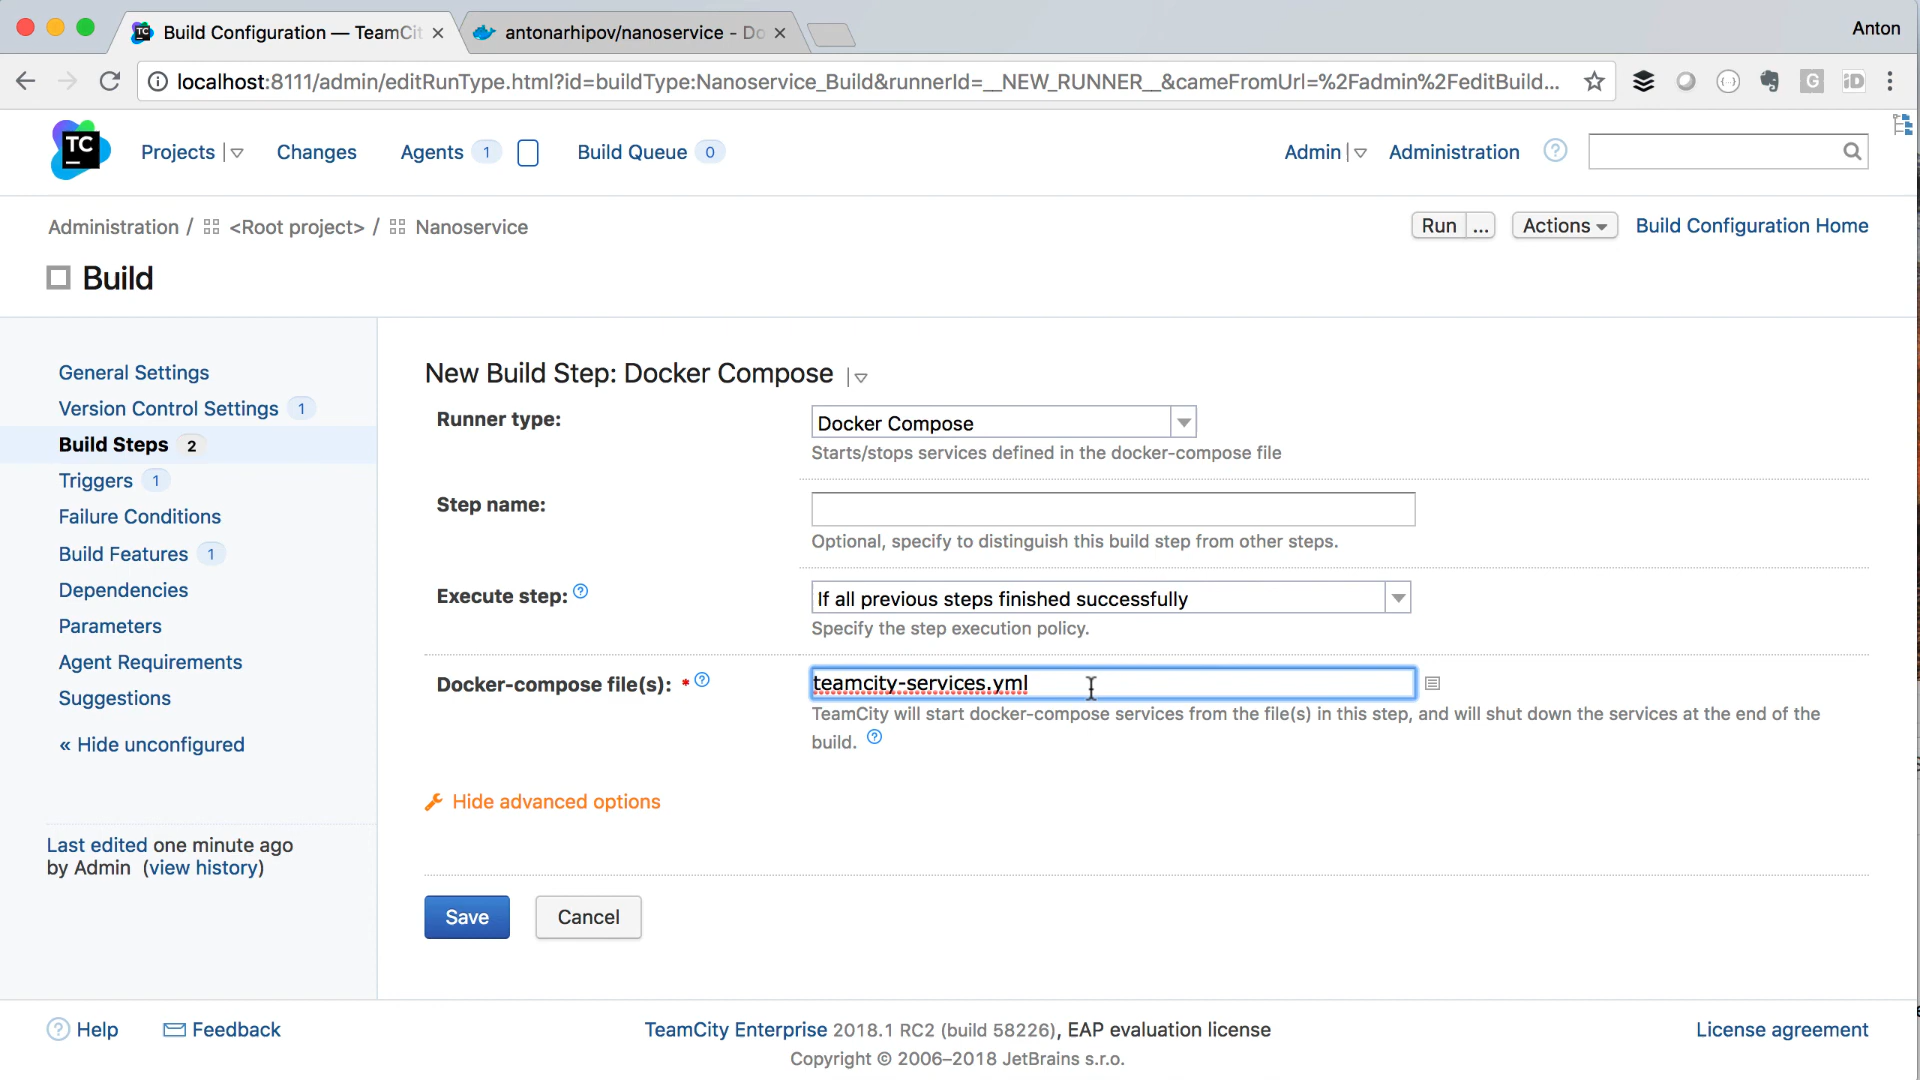 Build Configuration — TeamCit
antonarhipov/nanoservice - Do
Anton
localhost:8111/admin/editRunType.html?id=buildType:Nanoservice_Build&runnerId=__NEW_RUNNER__&cameFromUrl=%2Fadmin%2FeditBuild...
G
iD
TC
Projects
Changes
Agents 1
Build Queue 0
Admin
Administration
Administration / <Root project> / Nanoservice
Run ...
Actions
Build Configuration Home
Build
General Settings
Version Control Settings 1
Build Steps 2
Triggers 1
Failure Conditions
Build Features 1
Dependencies
Parameters
Agent Requirements
Suggestions
« Hide unconfigured
Last edited one minute ago
by Admin (view history)
New Build Step: Docker Compose
Runner type:
Docker Compose
Starts/stops services defined in the docker-compose file
Step name:
Optional, specify to distinguish this build step from other steps.
Execute step:
If all previous steps finished successfully
Specify the step execution policy.
Docker-compose file(s): *
teamcity-services.yml
TeamCity will start docker-compose services from the file(s) in this step, and will shut down the services at the end of the
build.
Hide advanced options
Save
Cancel
Help
Feedback
TeamCity Enterprise 2018.1 RC2 (build 58226), EAP evaluation license
Copyright © 2006–2018 JetBrains s.r.o.
License agreement